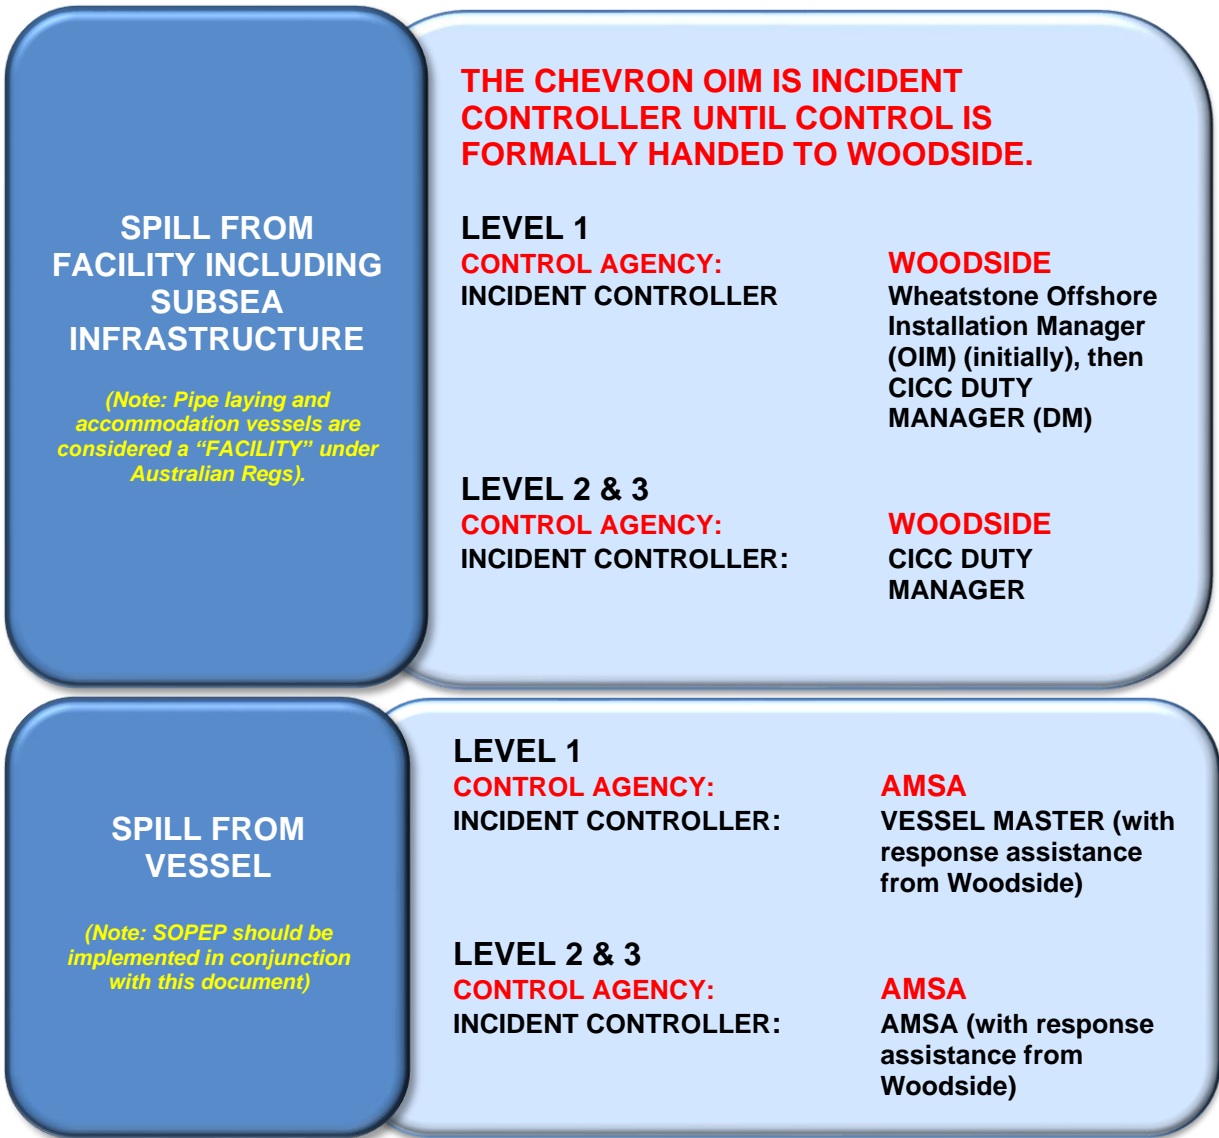 SPILL FROM
FACILITY INCLUDING
SUBSEA
INFRASTRUCTURE
(Note: Pipe laying and
accommodation vessels are
considered a “FACILITY” under
Australian Regs).
THE CHEVRON OIM IS INCIDENT
CONTROLLER UNTIL CONTROL IS
FORMALLY HANDED TO WOODSIDE.
LEVEL 1
CONTROL AGENCY: WOODSIDE
INCIDENT CONTROLLER Wheatstone Offshore
Installation Manager
(OIM) (initially), then
CICC DUTY
MANAGER (DM)
LEVEL 2 & 3
CONTROL AGENCY: WOODSIDE
INCIDENT CONTROLLER: CICC DUTY
MANAGER
SPILL FROM
VESSEL
(Note: SOPEP should be
implemented in conjunction
with this document)
LEVEL 1
CONTROL AGENCY: AMSA
INCIDENT CONTROLLER: VESSEL MASTER (with
response assistance
from Woodside)
LEVEL 2 & 3
CONTROL AGENCY: AMSA
INCIDENT CONTROLLER: AMSA (with response
assistance from
Woodside)